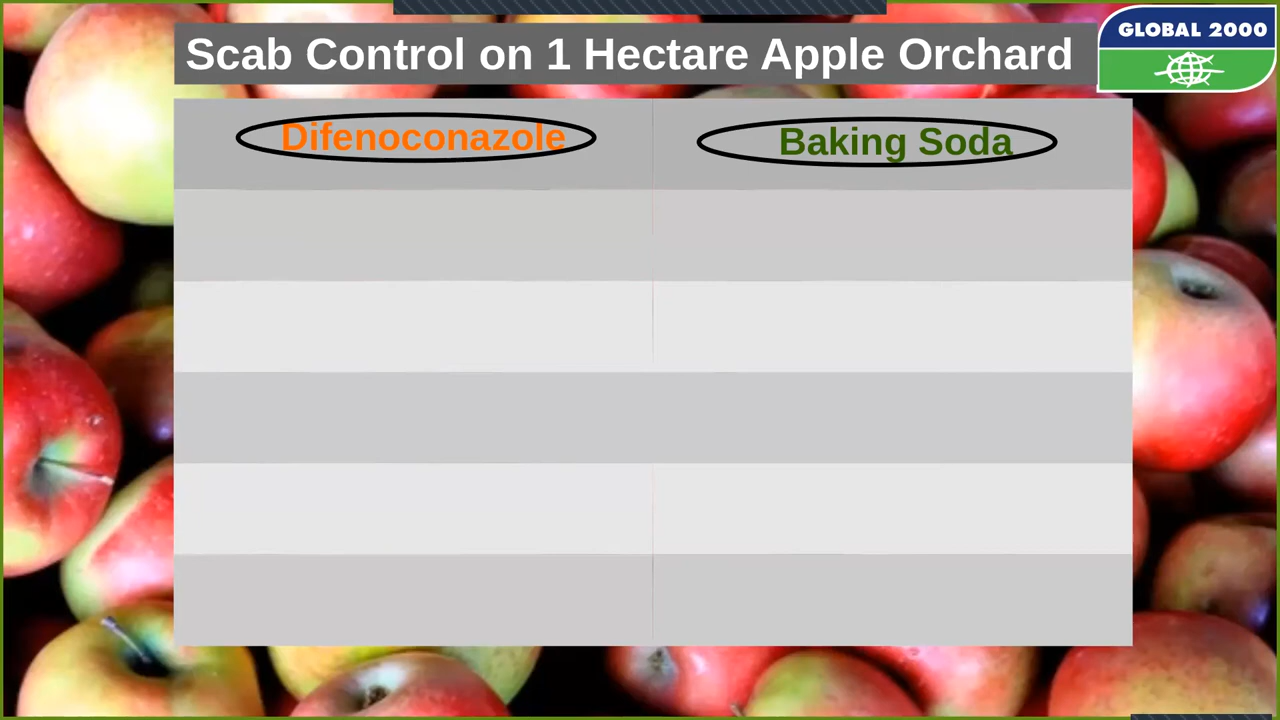 Scab Control on 1 Hectare Apple Orchard
GLOBAL 2000
Difenoconazole
Baking Soda